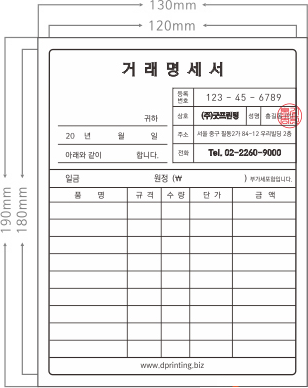 130mm
120mm
거래명세서
등록번호 123 - 45 - 6789
귀하
상호 (주)굿프린팅 성명 홍길동
20 년 월 일
주소 서울 중구 필동2가 84-12 우리빌딩 2층
아래와 같이 합니다.
전화 Tel. 02-2260-9000
일금 원정 (₩ ) 부가세포함입니다.
품 명 규격 수량 단가 금액
www.dprinting.biz
190mm
180mm